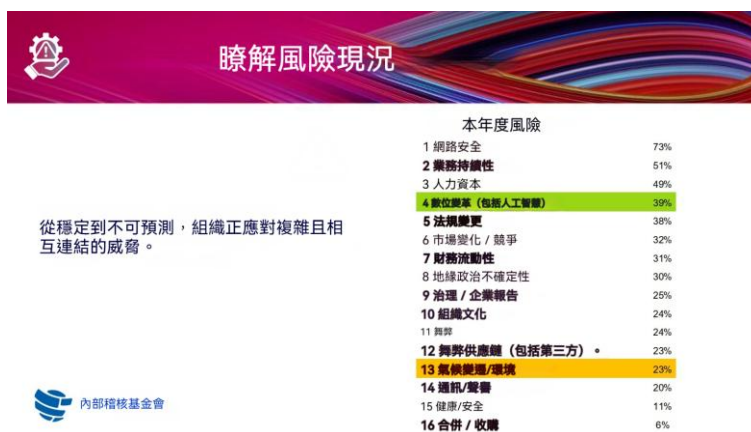 瞭解風險現況
從穩定到不可預測，組織正應對複雜且相
互連結的威脅。
本年度風險
1 網路安全 73%
2 業務持續性 51%
3 人力資本 49%
4 數位變革（包括人工智慧） 39%
5 法規變更 38%
6 市場變化 / 競爭 32%
7 財務流動性 31%
8 地緣政治不確定性 30%
9 治理 / 企業報告 25%
10 組織文化 24%
11 舞弊 24%
12 舞弊供應鏈（包括第三方）。 23%
13 氣候變遷/環境 23%
14 通訊/聲譽 20%
15 健康/安全 11%
16 合併 / 收購 6%
內部稽核基金會